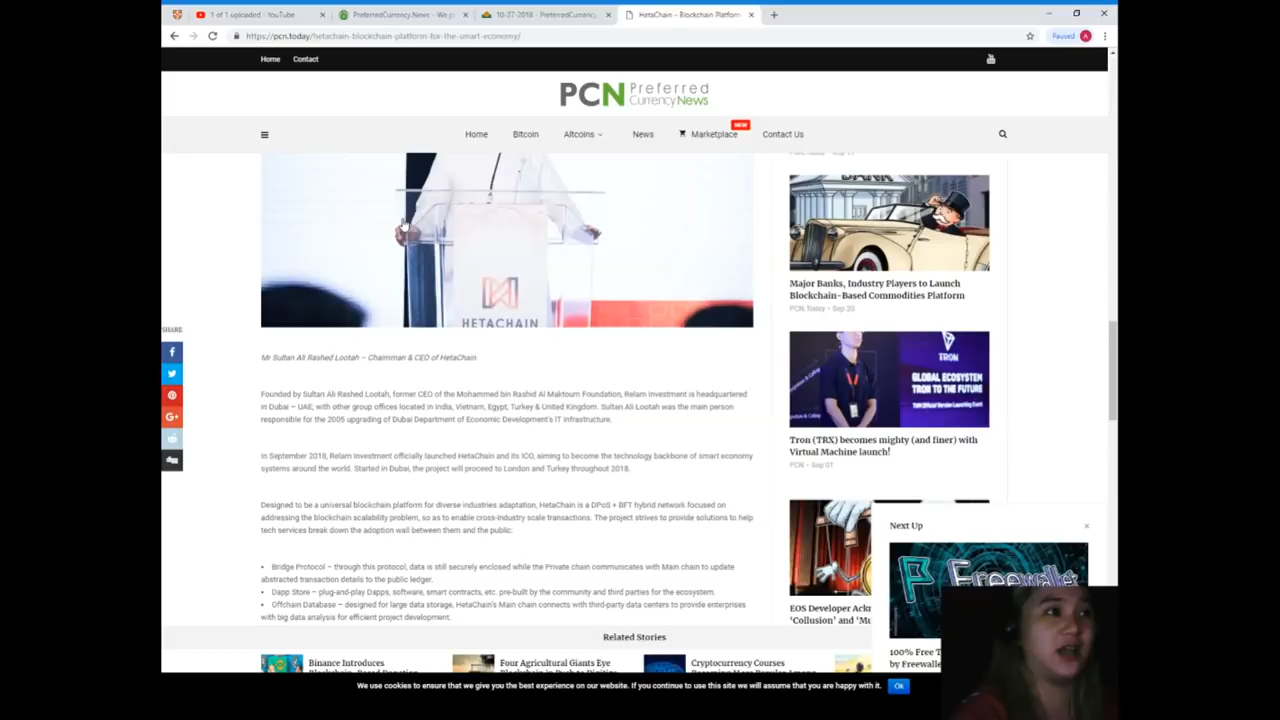 1 of 1 uploaded - YouTube
PreferredCurrency.News – We p
10-27-2018 - PreferredCurrency.
HetaChain – Blockchain Platform
https://pcn.today/hetachain-blockchain-platform-for-the-smart-economy/
Paused
A
Home
Contact
PCN Preferred
CurrencyNews
NEW
Home
Bitcoin
Altcoins
News
Marketplace
Contact Us
HETACHAIN
SHARE
Mr Sultan Ali Rashed Lootah – Chairman & CEO of HetaChain
Founded by Sultan Ali Rashed Lootah, former CEO of the Mohammed bin Rashid Al Maktoum Foundation, Relam Investment is headquartered
in Dubai – UAE, with other group offices located in India, Vietnam, Egypt, Turkey & United Kingdom. Sultan Ali Lootah was the main person
responsible for the 2005 upgrading of Dubai Department of Economic Development's IT infrastructure.
In September 2018, Relam Investment officially launched HetaChain and its ICO, aiming to become the technology backbone of smart economy
systems around the world. Started in Dubai, the project will proceed to London and Turkey throughout 2018.
Designed to be a universal blockchain platform for diverse industries adaptation, HetaChain is a DPoS + BFT hybrid network focused on
addressing the blockchain scalability problem, so as to enable cross-industry scale transactions. The project strives to provide solutions to help
tech services break down the adoption wall between them and the public:
• Bridge Protocol – through this protocol, data is still securely enclosed while the Private chain communicates with Main chain to update
abstracted transaction details to the public ledger.
• Dapp Store – plug-and-play Dapps, software, smart contracts, etc. pre-built by the community and third parties for the ecosystem.
• Offchain Database – designed for large data storage, HetaChain's Main chain connects with third-party data centers to provide enterprises
with big data analysis for efficient project development.
Major Banks, Industry Players to Launch
Blockchain-Based Commodities Platform
PCN.Today - Sep 20
TRON
GLOBAL ECOSYSTEM
TRON TO THE FUTURE
Tron (TRX) becomes mighty (and finer) with
Virtual Machine launch!
PCN - Sep 01
EOS Developer Ack
'Collusion' and 'Mu
Next Up
Freewallet
100% Free T
by Freewalle
Related Stories
Binance Introduces
Four Agricultural Giants Eye
Cryptocurrency Courses
We use cookies to ensure that we give you the best experience on our website. If you continue to use this site we will assume that you are happy with it.
Ok